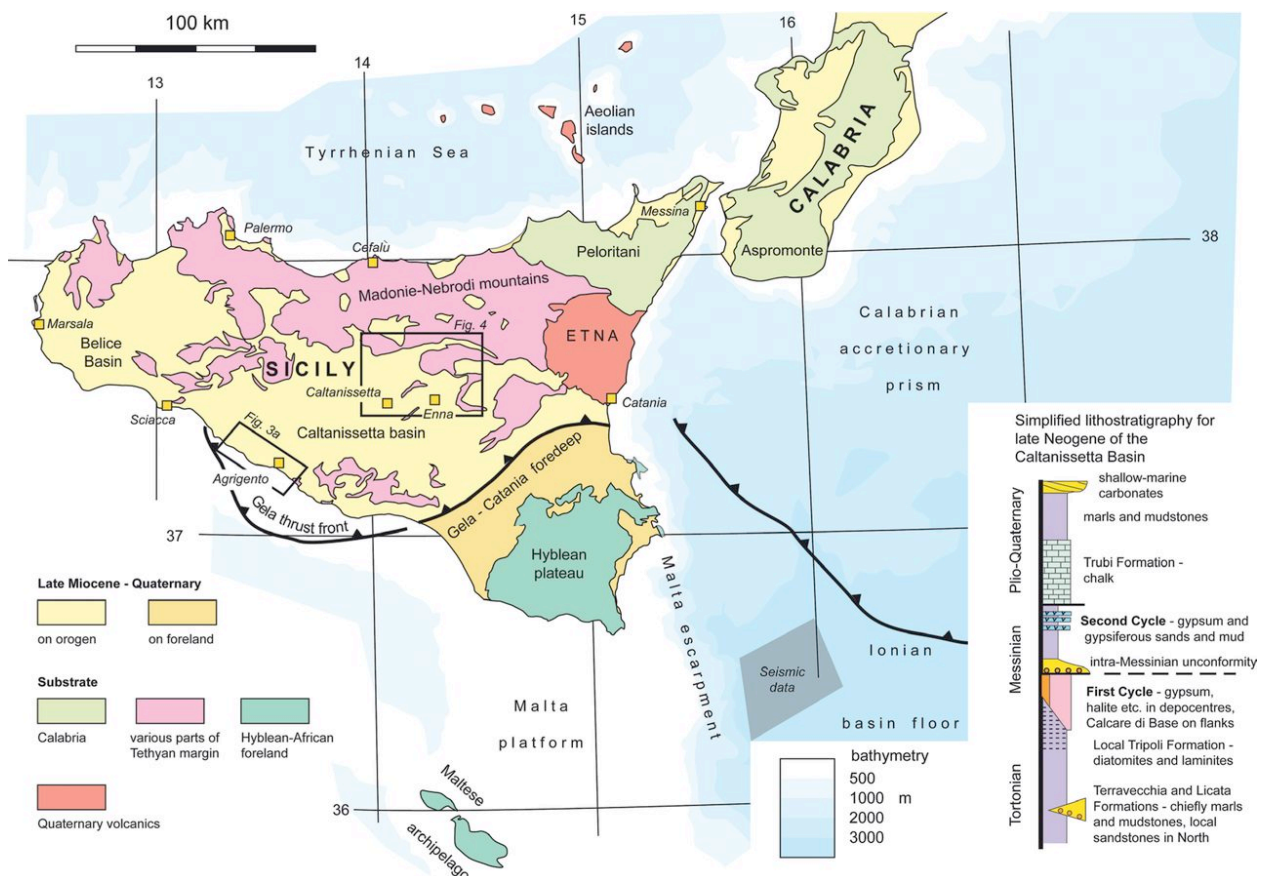 100 km
13
14
15
16
Aeolian
islands
Tyrrhenian Sea
CALABRIA
Messina
Palermo
Cefalù
Peloritani
Aspromonte
38
Madonie-Nebrodi mountains
Marsala
Belice
Basin
Fig. 4
ETNA
SICILY
Caltanissetta
Enna
Catania
Sciacca
Caltanissetta basin
Fig. 3a
Agrigento
Gela thrust front
Gela - Catania foredeep
37
Hyblean
plateau
Calabrian
accretionary
prism
Malta escarpment
Seismic
data
Ionian
basin floor
Malta
platform
36
Maltese
archipelago
Late Miocene - Quaternary
on orogen
on foreland
Substrate
Calabria
various parts of
Tethyan margin
Hyblean-African
foreland
Quaternary volcanics
bathymetry
500
1000 m
2000
3000
Simplified lithostratigraphy for
late Neogene of the
Caltanissetta Basin
Plio-Quaternary
Messinian
Tortonian
shallow-marine
carbonates
marls and mudstones
Trubi Formation -
chalk
Second Cycle - gypsum and
gypsiferous sands and mud
intra-Messinian unconformity
First Cycle - gypsum,
halite etc. in depocentres,
Calcare di Base on flanks
Local Tripoli Formation -
diatomites and laminites
Terravecchia and Licata
Formations - chiefly marls
and mudstones, local
sandstones in North